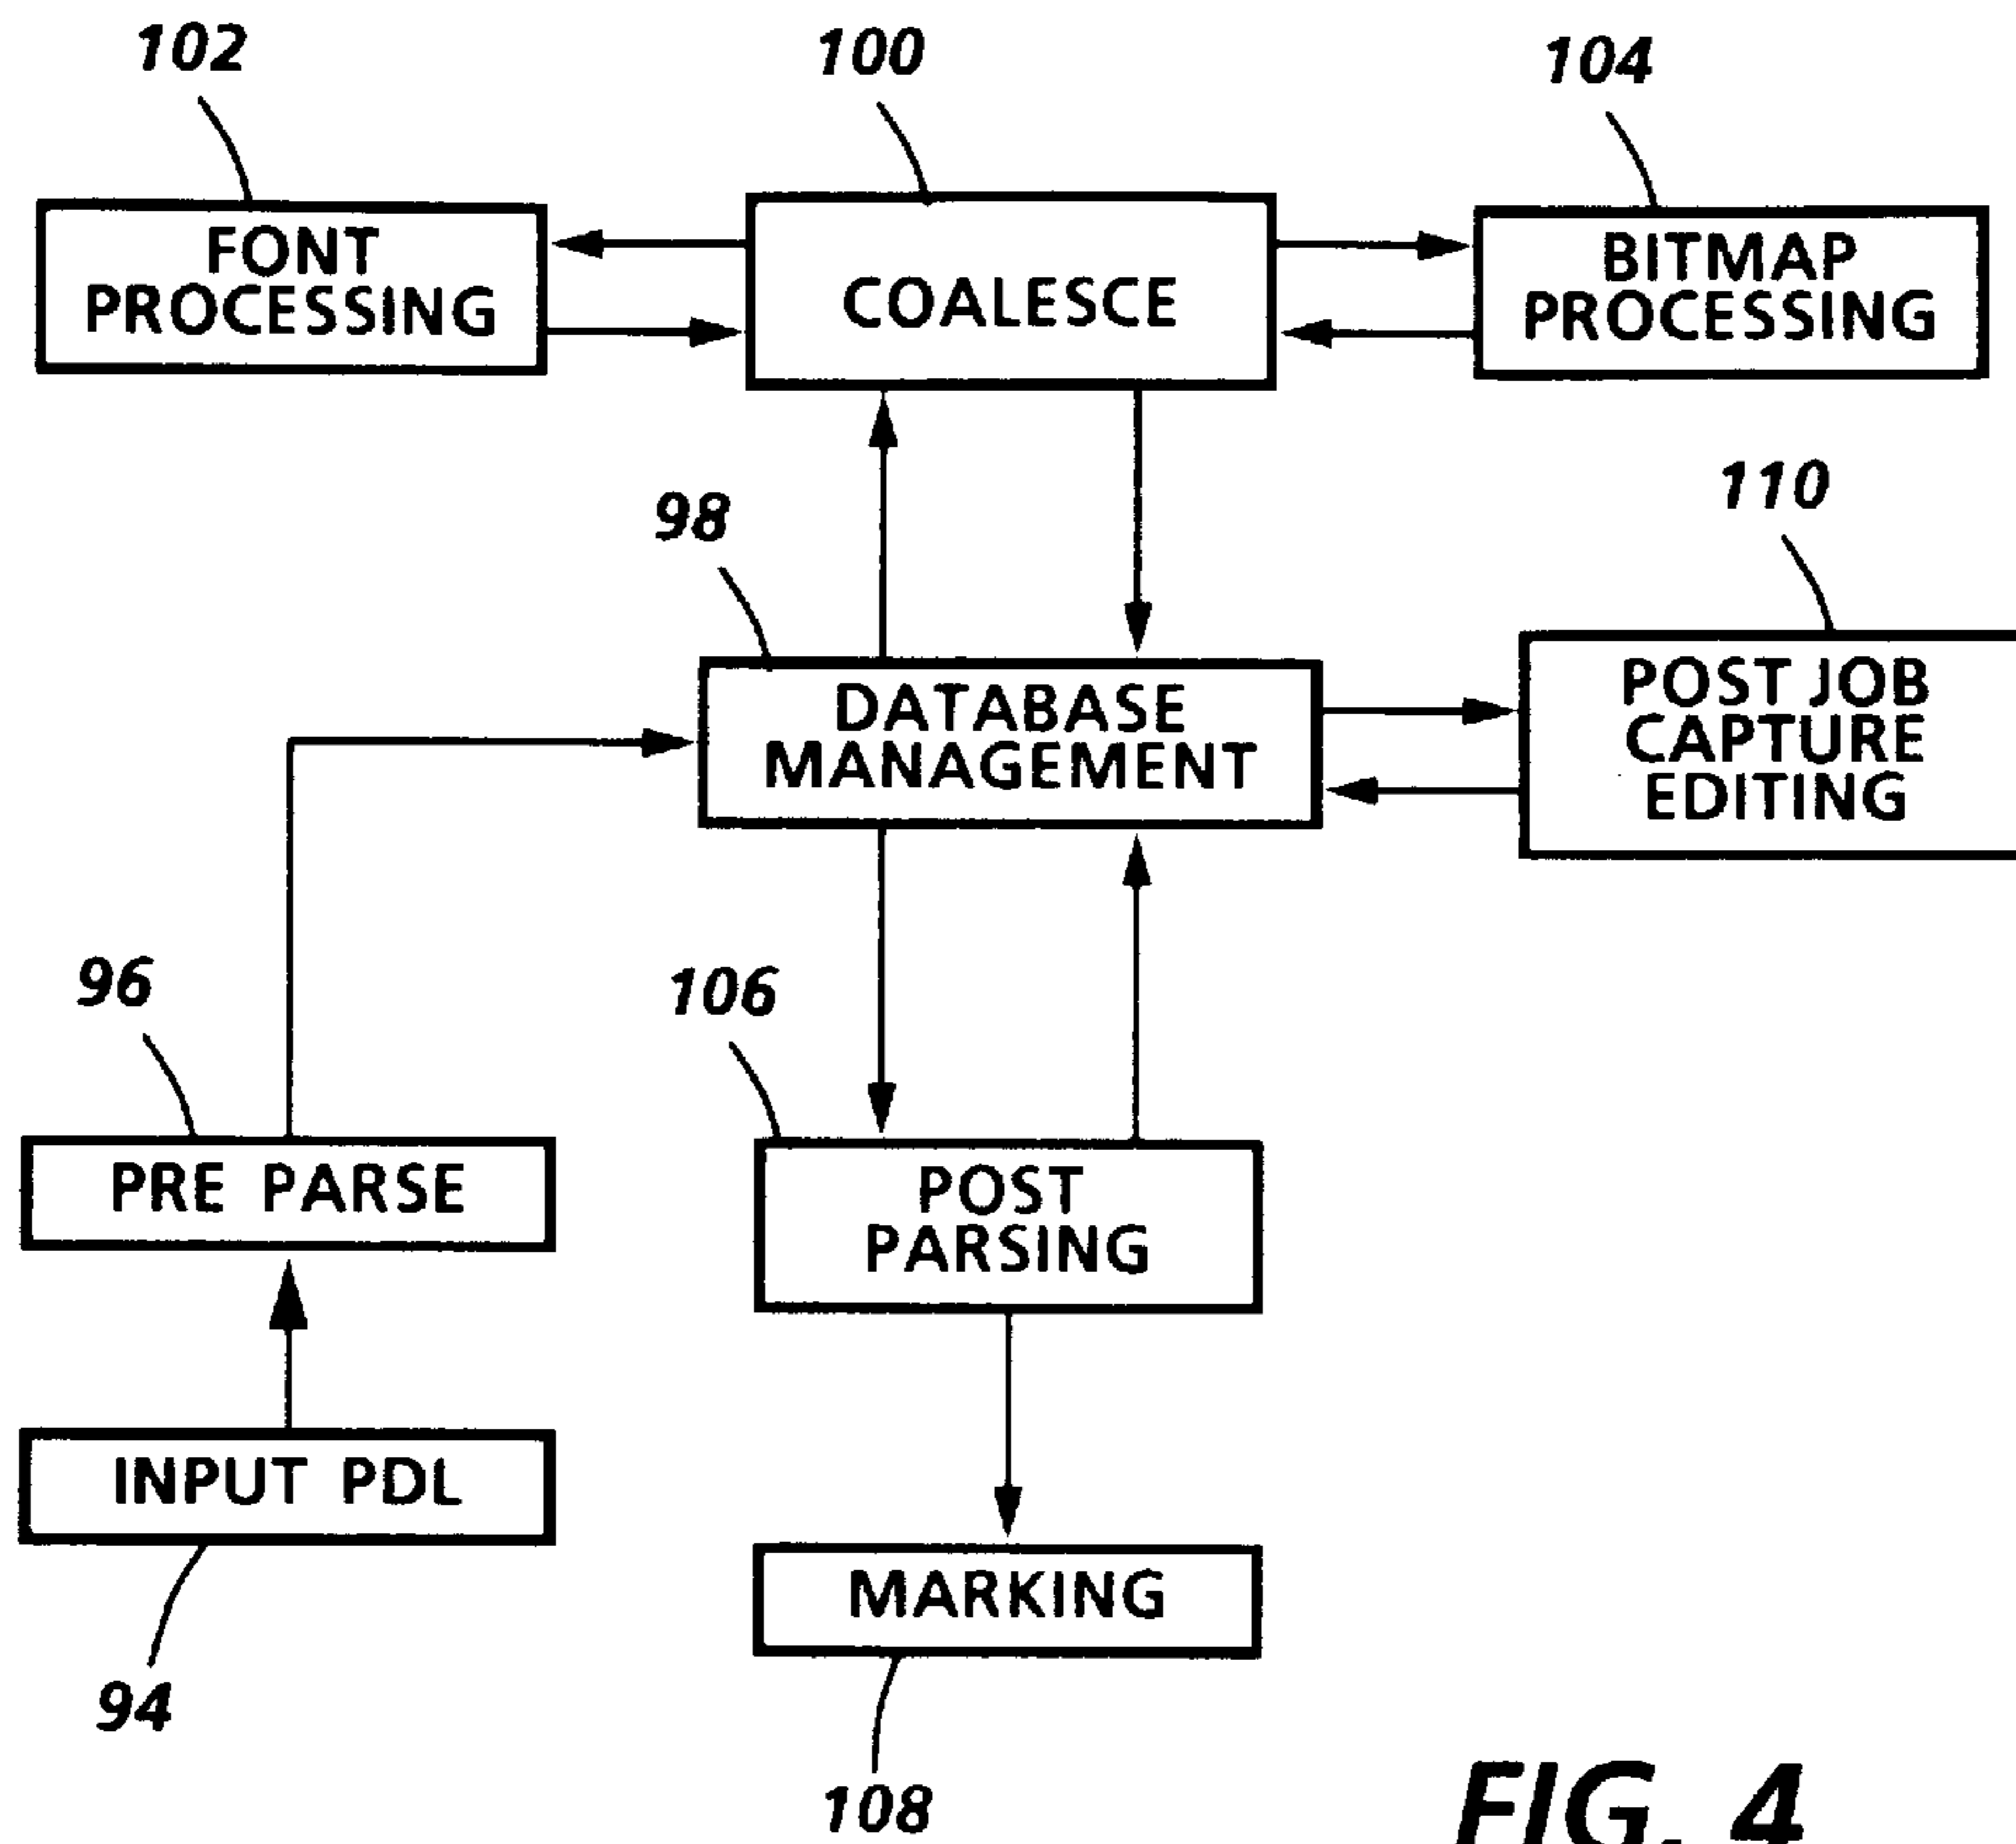 102
100
104
FONT
PROCESSING
COALESCE
BITMAP
PROCESSING
98
110
DATABASE
MANAGEMENT
POST JOB
CAPTURE
EDITING
96
106
PRE PARSE
POST
PARSING
INPUT PDL
MARKING
94
108
FIG. 4